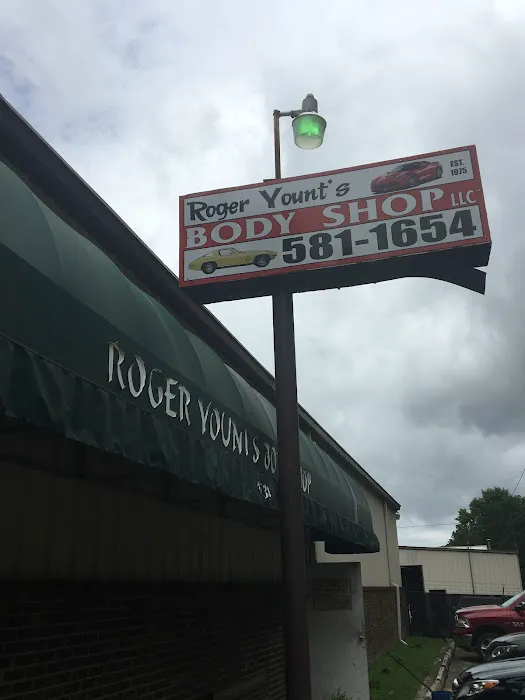 Roger Yount's
EST.
1975
BODY SHOP LLC
581-1654
ROGER YOUNT'S